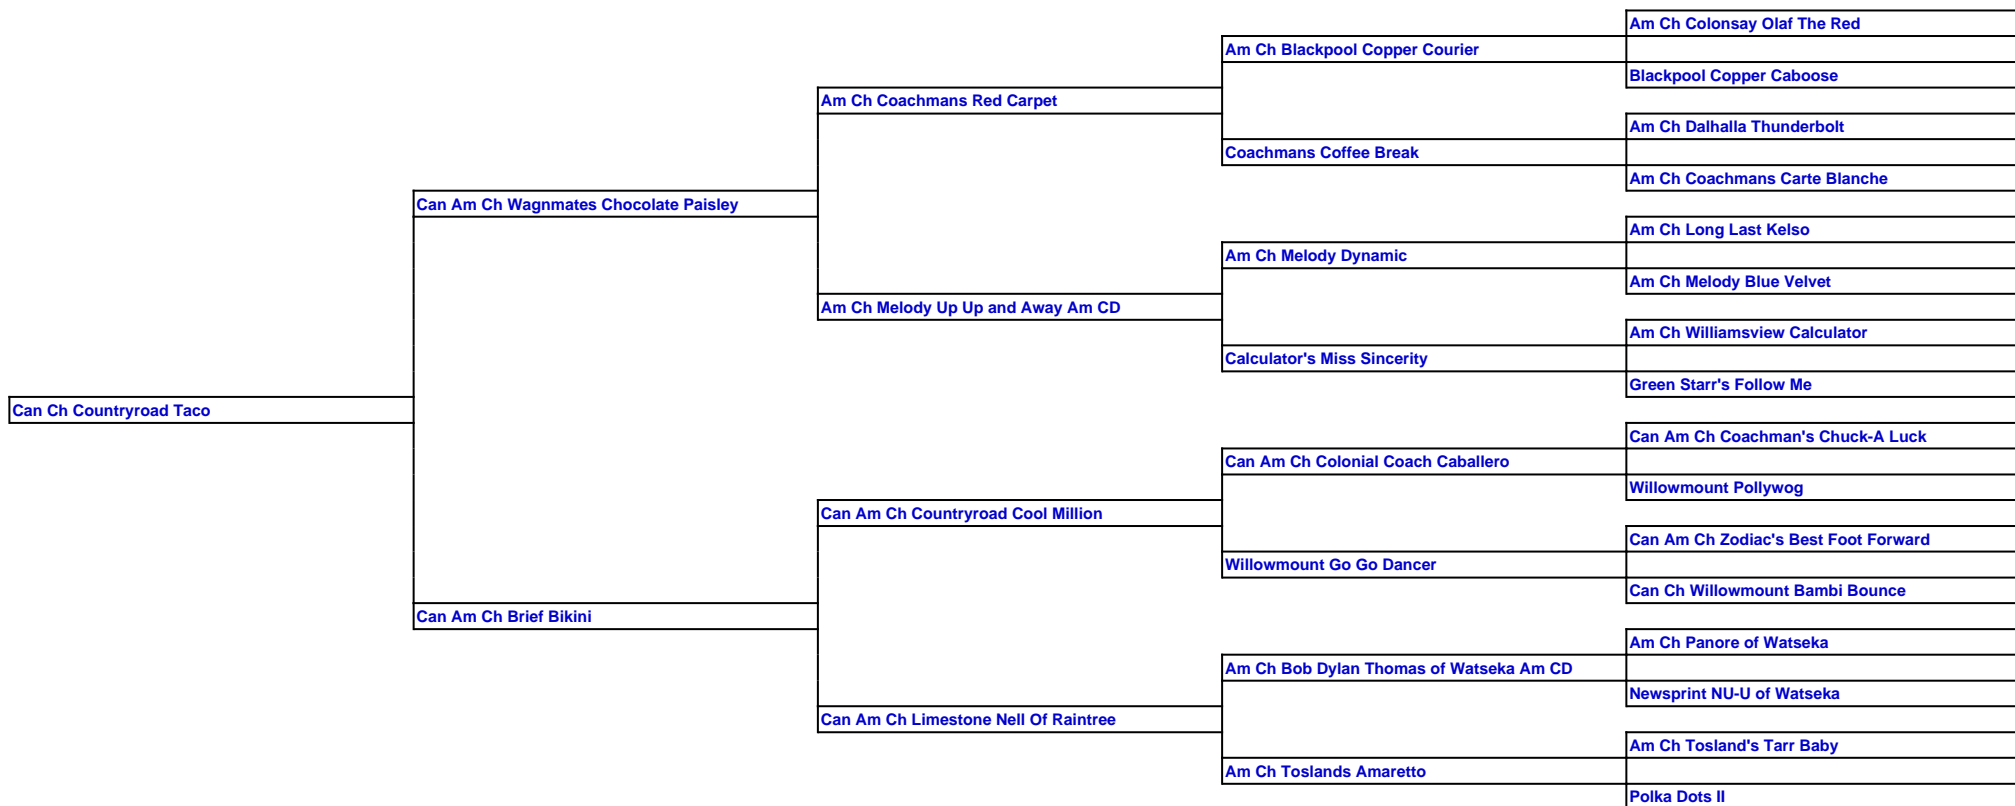 Am Ch Colonsay Olaf The Red
Am Ch Blackpool Copper Courier
Blackpool Copper Caboose
Am Ch Coachmans Red Carpet
Am Ch Dalhalla Thunderbolt
Coachmans Coffee Break
Am Ch Coachmans Carte Blanche
Can Am Ch Wagnmates Chocolate Paisley
Am Ch Long Last Kelso
Am Ch Melody Dynamic
Am Ch Melody Blue Velvet
Am Ch Melody Up Up and Away Am CD
Am Ch Williamsview Calculator
Calculator's Miss Sincerity
Green Starr's Follow Me
Can Ch Countryroad Taco
Can Am Ch Coachman's Chuck-A Luck
Can Am Ch Colonial Coach Caballero
Willowmount Pollywog
Can Am Ch Countryroad Cool Million
Can Am Ch Zodiac's Best Foot Forward
Willowmount Go Go Dancer
Can Ch Willowmount Bambi Bounce
Can Am Ch Brief Bikini
Am Ch Panore of Watseka
Am Ch Bob Dylan Thomas of Watseka Am CD
Newsprint NU-U of Watseka
Can Am Ch Limestone Nell Of Raintree
Am Ch Tosland's Tarr Baby
Am Ch Toslands Amaretto
Polka Dots II